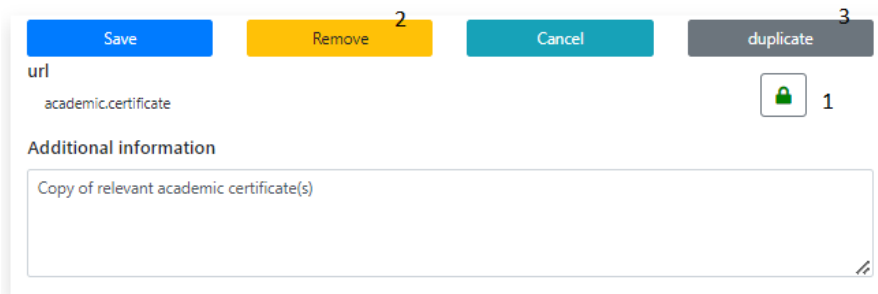 2 3
Save Remove Cancel duplicate
url
academic.certificate
1
Additional information
Copy of relevant academic certificate(s)